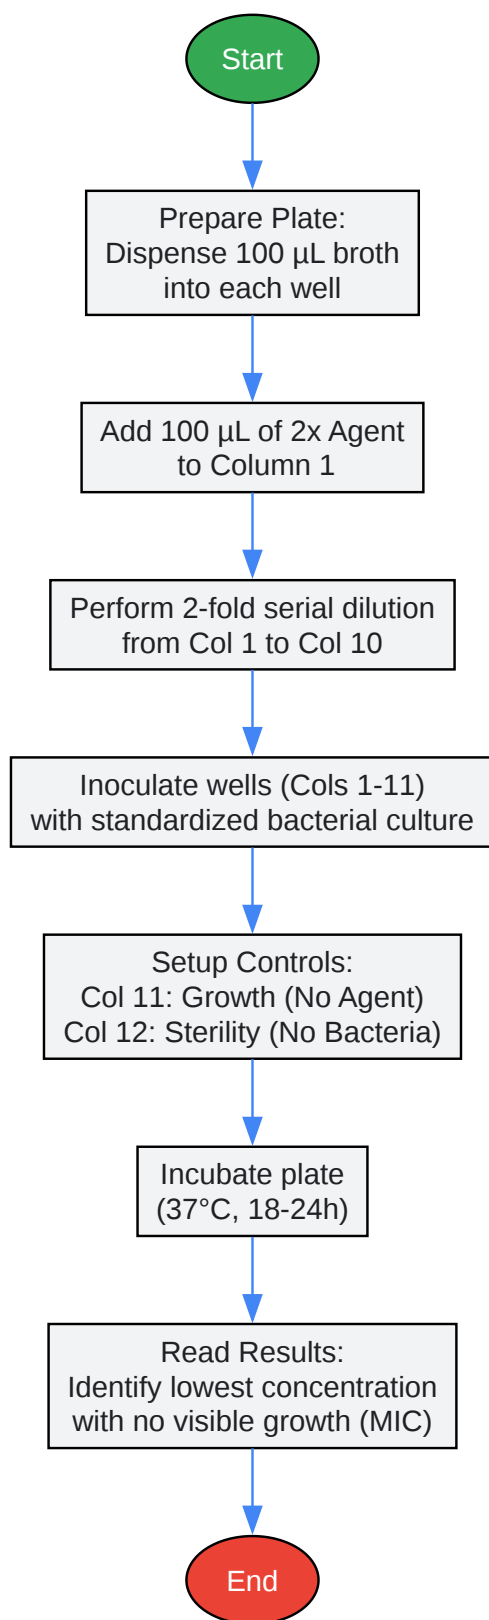 Start
Prepare Plate:
Dispense 100 µL broth
into each well
Add 100 µL of 2x Agent
to Column 1
Perform 2-fold serial dilution
from Col 1 to Col 10
Inoculate wells (Cols 1-11)
with standardized bacterial culture
Setup Controls:
Col 11: Growth (No Agent)
Col 12: Sterility (No Bacteria)
Incubate plate
(37°C, 18-24h)
Read Results:
Identify lowest concentration
with no visible growth (MIC)
End